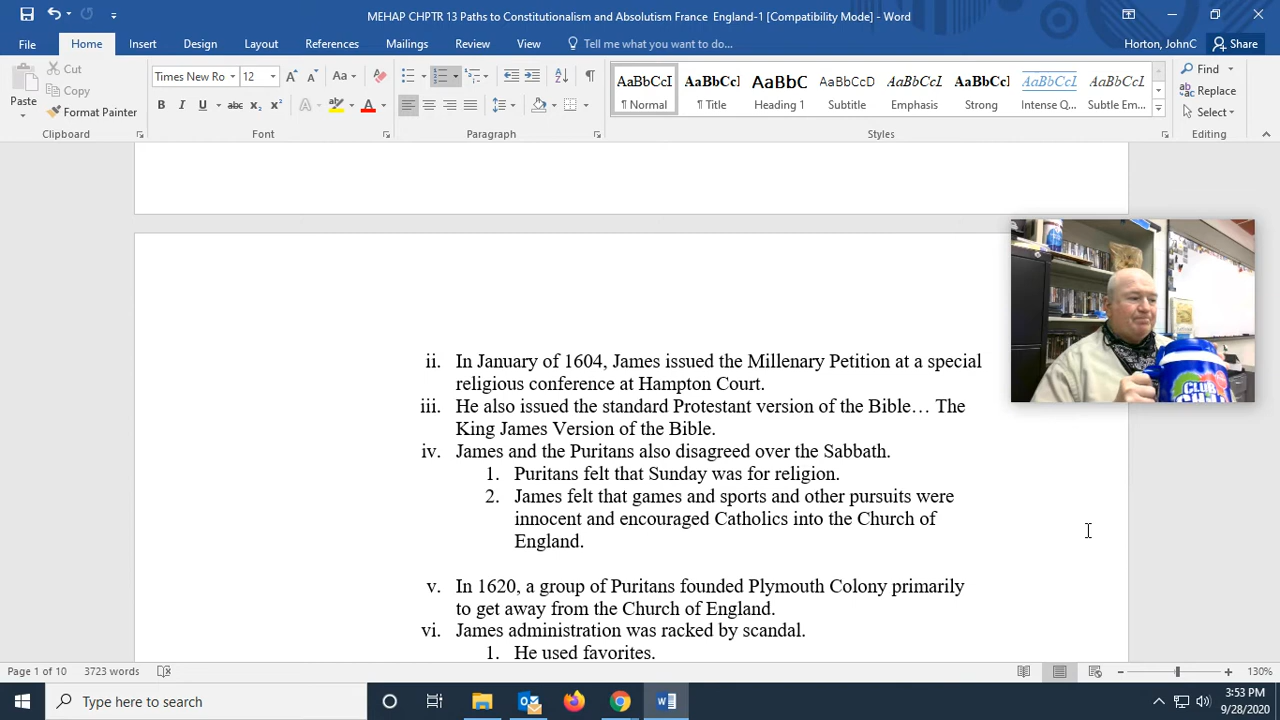 MEHAP CHPTR 13 Paths to Constitutionalism and Absolutism France England-1 [Compatibility Mode] - Word
File Home Insert Design Layout References Mailings Review View Tell me what you want to do... Horton, JohnC Share
Cut
Copy
Format Painter
Paste
Clipboard
Times New Ro 12
Font
Paragraph
AaBbCcI AaBbCcI AaBbC AaBbCcD AaBbCcI AaBbCcI AaBbCcI AaBbCcI
¶ Normal ¶ Title Heading 1 Subtitle Emphasis Strong Intense Q... Subtle Em...
Styles
Find
Replace
Select
Editing
CLUB
ii. In January of 1604, James issued the Millenary Petition at a special
religious conference at Hampton Court.
iii. He also issued the standard Protestant version of the Bible… The
King James Version of the Bible.
iv. James and the Puritans also disagreed over the Sabbath.
1. Puritans felt that Sunday was for religion.
2. James felt that games and sports and other pursuits were
innocent and encouraged Catholics into the Church of
England.
v. In 1620, a group of Puritans founded Plymouth Colony primarily
to get away from the Church of England.
vi. James administration was racked by scandal.
1. He used favorites.
Page 1 of 10 3723 words 130%
Type here to search
3:53 PM
9/28/2020